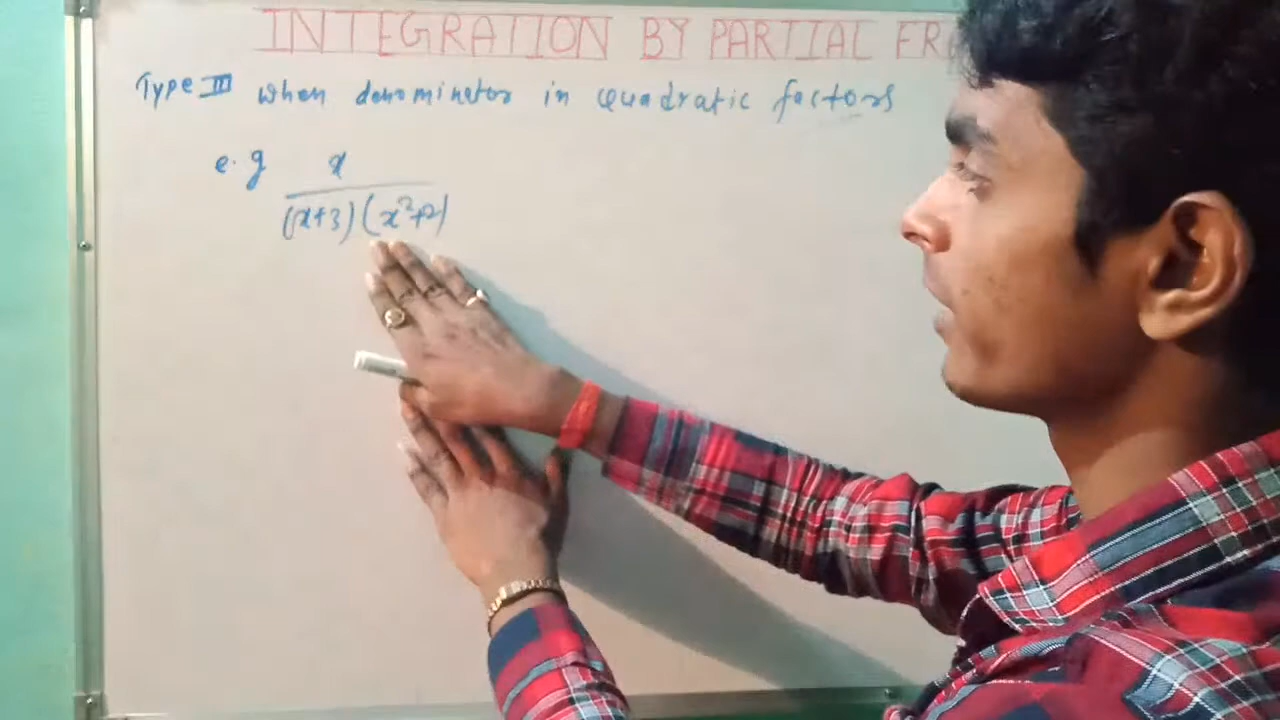 INTEGRATION BY PARTIAL FR
Type III when denominator in quadratic factors
e.g x
(x+3)(x²+2)